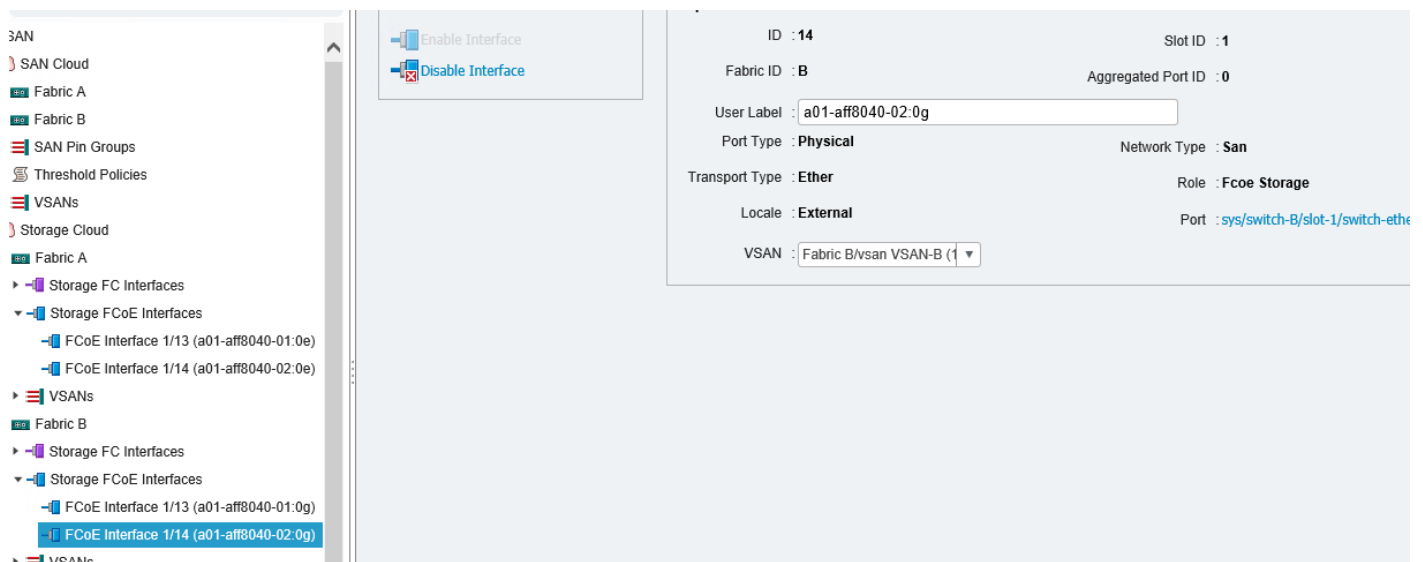 SAN
SAN Cloud
Fabric A
Fabric B
SAN Pin Groups
Threshold Policies
VSANs
Storage Cloud
Fabric A
Storage FC Interfaces
Storage FCoE Interfaces
FCoE Interface 1/13 (a01-aff8040-01:0e)
FCoE Interface 1/14 (a01-aff8040-02:0e)
VSANs
Fabric B
Storage FC Interfaces
Storage FCoE Interfaces
FCoE Interface 1/13 (a01-aff8040-01:0g)
FCoE Interface 1/14 (a01-aff8040-02:0g)
VSANs
Enable Interface
Disable Interface
ID : 14
Slot ID : 1
Fabric ID : B
Aggregated Port ID : 0
User Label : a01-aff8040-02:0g
Port Type : Physical
Network Type : San
Transport Type : Ether
Role : Fcoe Storage
Locale : External
Port : sys/switch-B/slot-1/switch-ethe
VSAN : Fabric B/vsan VSAN-B (1